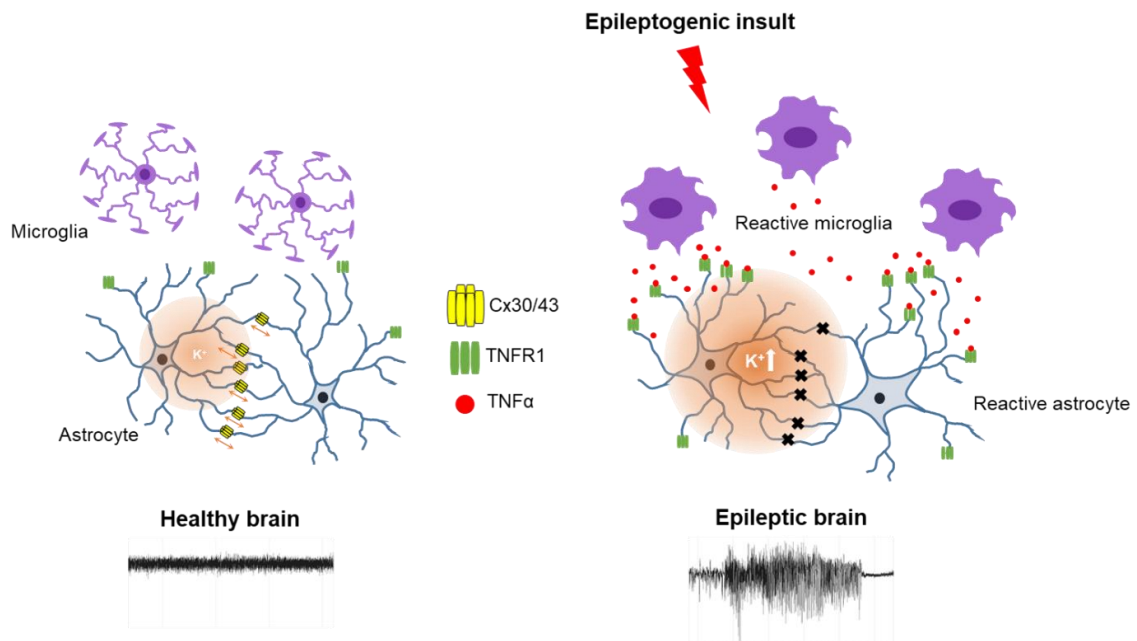 Epileptogenic insult
Microglia
Reactive microglia
Cx30/43
TNFR1
TNFα
K⁺
K⁺
Astrocyte
Reactive astrocyte
Healthy brain
Epileptic brain